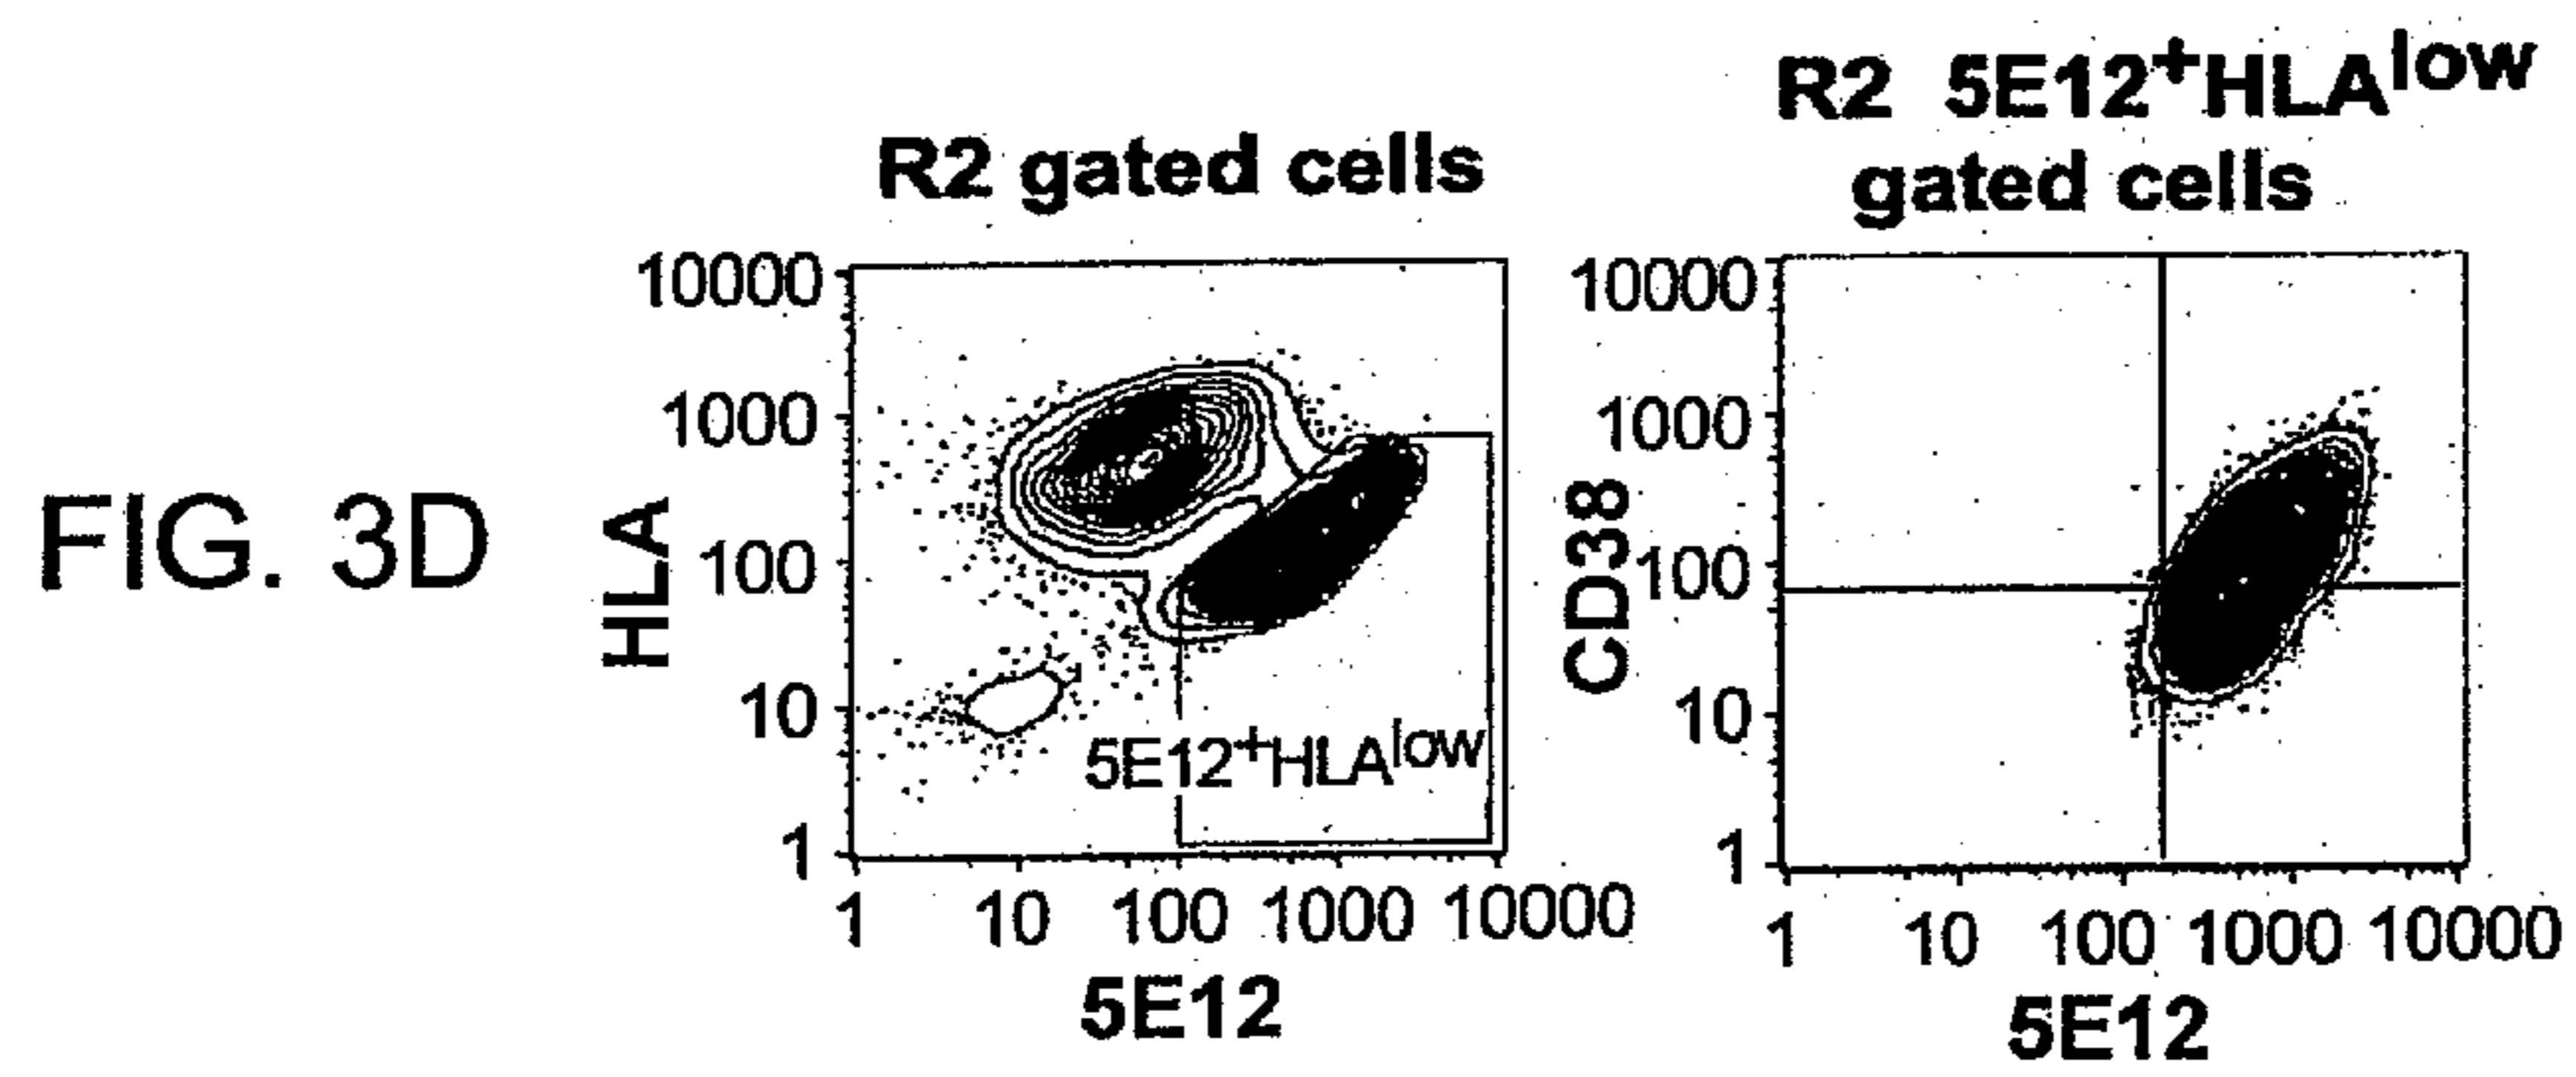 FIG. 3D
R2 gated cells
HLA
10000
1000
100
10
1
5E12+HLAlow
1 10 100 1000 10000
5E12
R2 5E12+HLAlow
gated cells
CD38
10000
1000
100
10
1
1 10 100 1000 10000
5E12